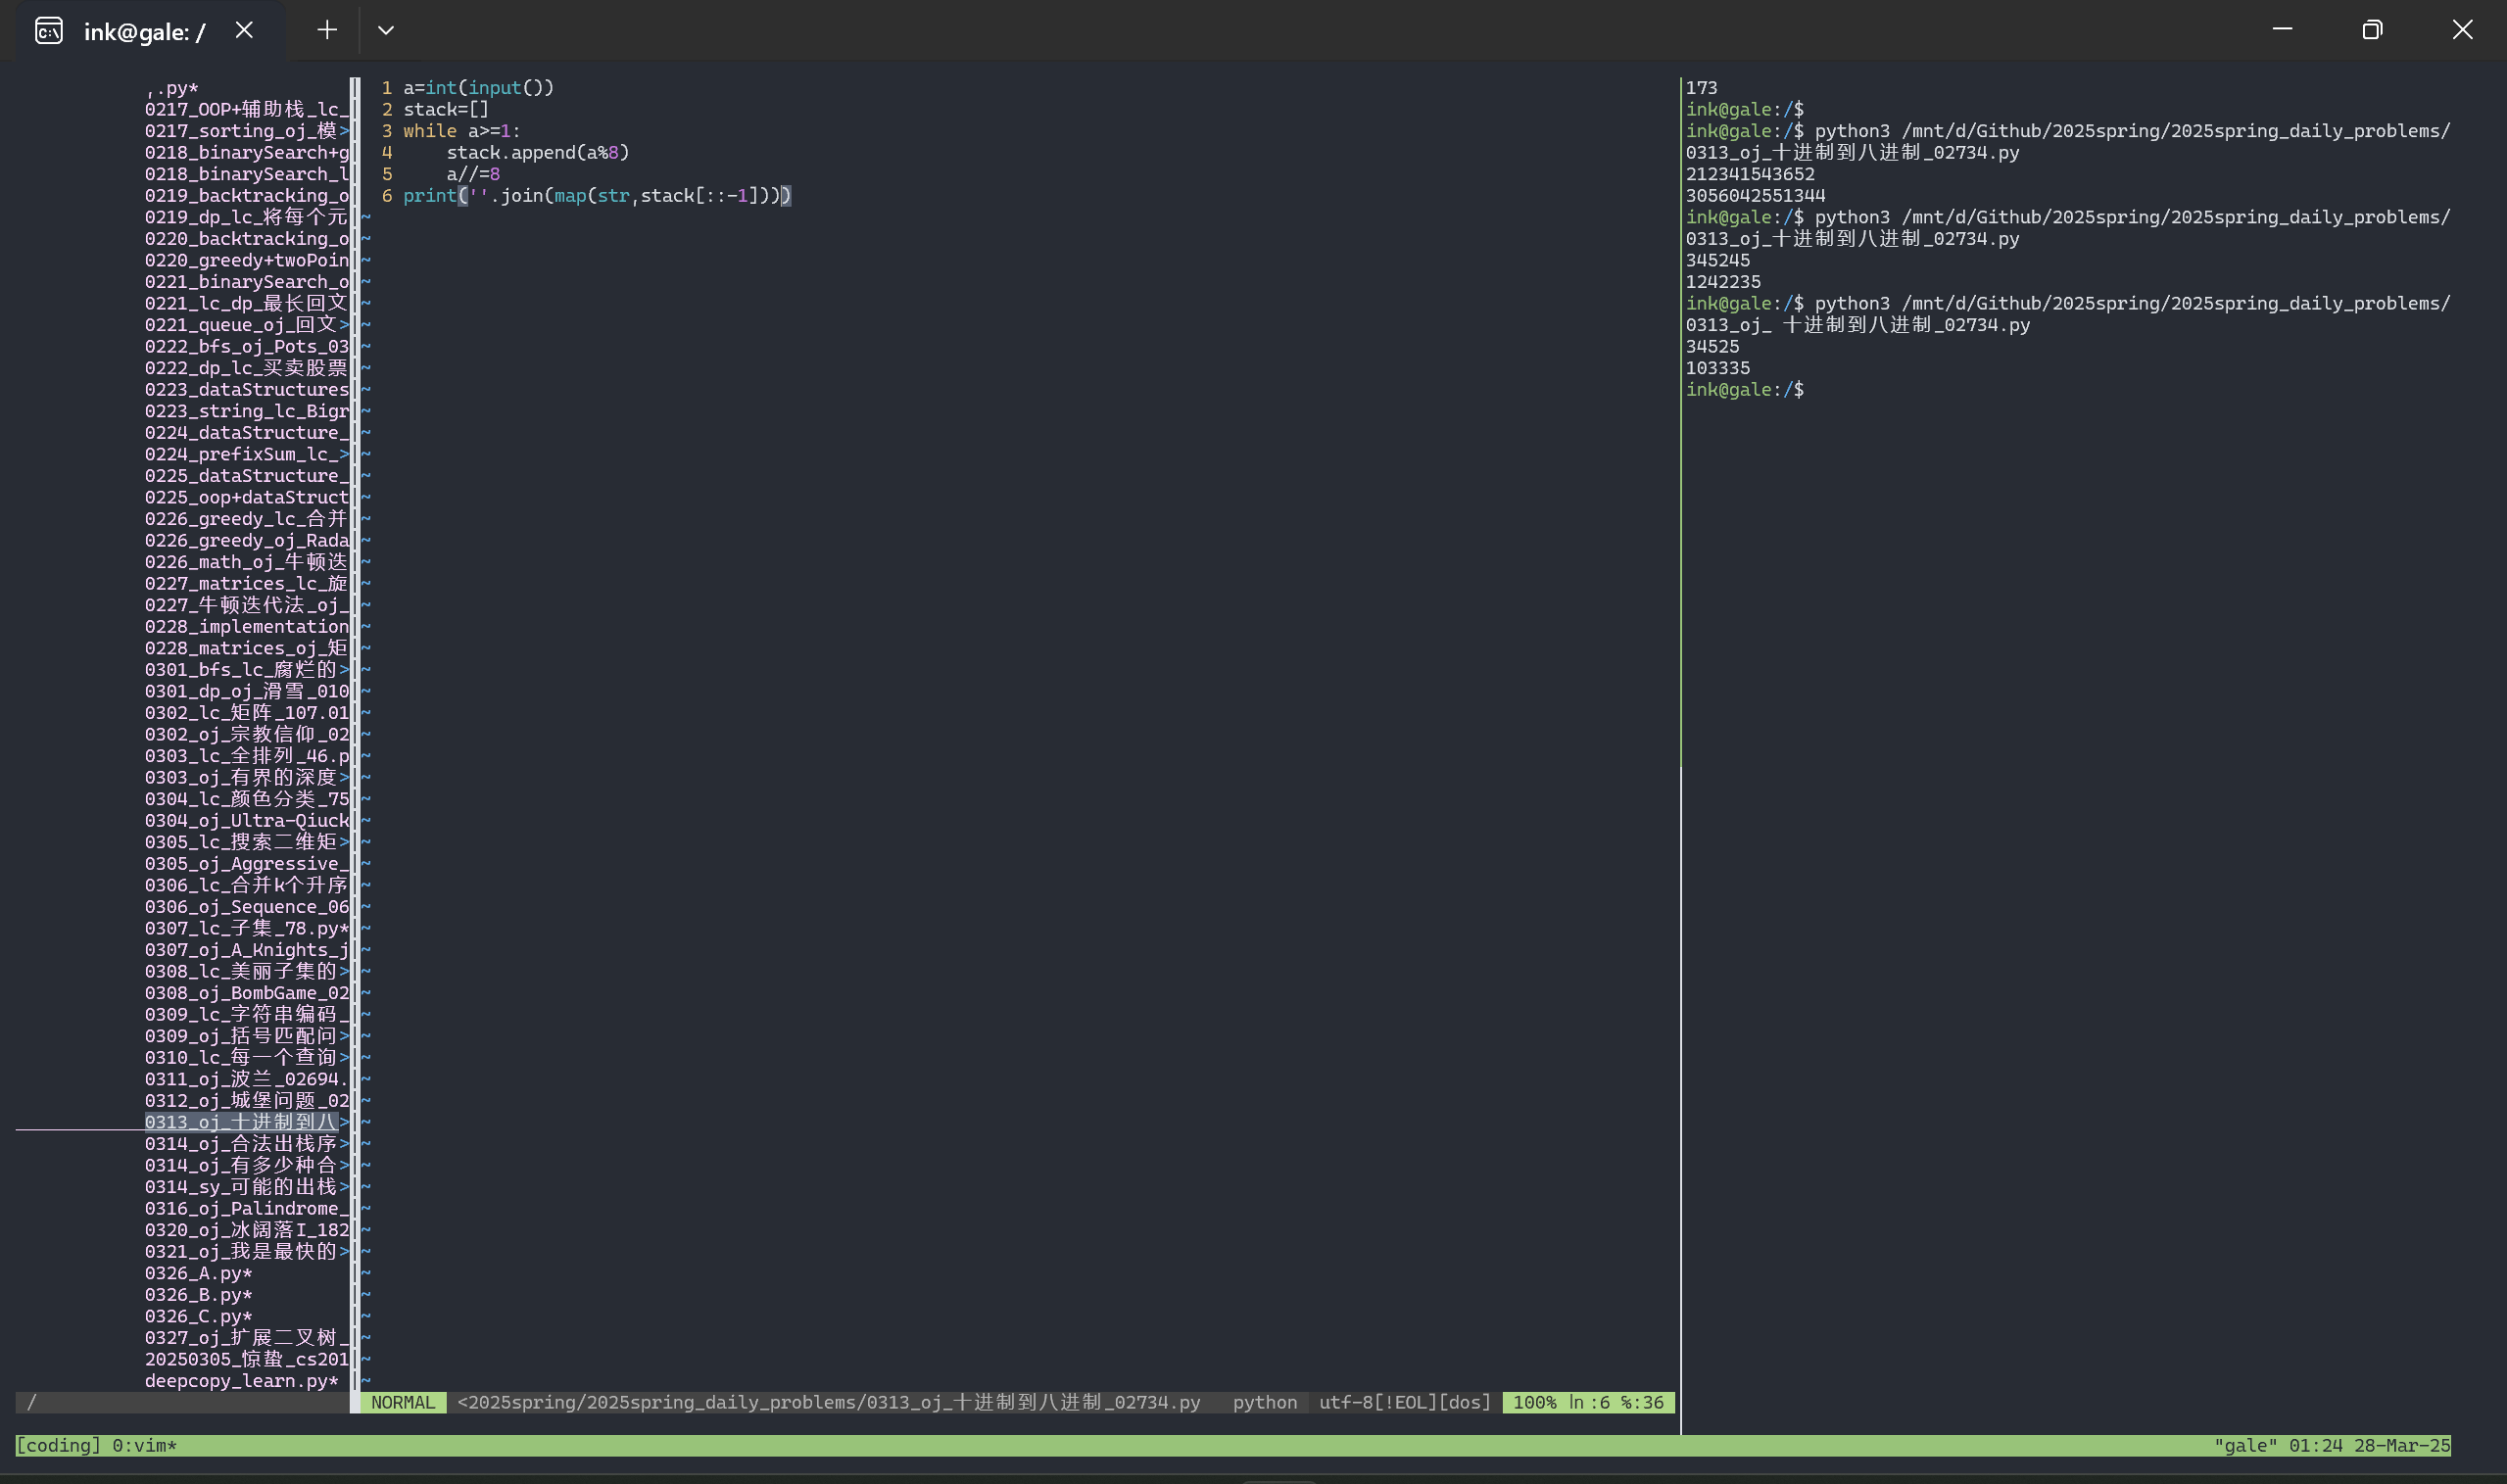 ink@gale: /
,.py*
0217_OOP+辅助栈_lc_
0217_sorting_oj_模>
0218_binarySearch+g
0218_binarySearch_l
0219_backtracking_o
0219_dp_lc_将每个元
0220_backtracking_o
0220_greedy+twoPoin
0221_binarySearch_o
0221_lc_dp_最长回文
0221_queue_oj_回文>
0222_bfs_oj_Pots_03
0222_dp_lc_买卖股票
0223_dataStructures
0223_string_lc_Bigr
0224_dataStructure_
0224_prefixSum_lc_>
0225_dataStructure_
0225_oop+dataStruct
0226_greedy_lc_合并
0226_greedy_oj_Rada
0226_math_oj_牛顿迭
0227_matrices_lc_旋
0227_牛顿迭代法_oj_
0228_implementation
0228_matrices_oj_矩
0301_bfs_lc_腐烂的>
0301_dp_oj_滑雪_010
0302_lc_矩阵_107.01
0302_oj_宗教信仰_02
0303_lc_全排列_46.p
0303_oj_有界的深度>
0304_lc_颜色分类_75
0304_oj_Ultra-Qiuck
0305_lc_搜索二维矩>
0305_oj_Aggressive_
0306_lc_合并k个升序
0306_oj_Sequence_06
0307_lc_子集_78.py*
0307_oj_A_Knights_j
0308_lc_美丽子集的>
0308_oj_BombGame_02
0309_lc_字符串编码_
0309_oj_括号匹配问>
0310_lc_每一个查询>
0311_oj_波兰_02694.
0312_oj_城堡问题_02
0313_oj_十进制到八>
0314_oj_合法出栈序>
0314_oj_有多少种合>
0314_sy_可能的出栈>
0316_oj_Palindrome_
0320_oj_冰阔落I_182
0321_oj_我是最快的>
0326_A.py*
0326_B.py*
0326_C.py*
0327_oj_扩展二叉树_
20250305_惊蛰_cs201
deepcopy_learn.py*
/
1 a=int(input())
2 stack=[]
3 while a>=1:
4     stack.append(a%8)
5     a//=8
6 print(''.join(map(str,stack[::-1])))
NORMAL <2025spring/2025spring_daily_problems/0313_oj_十进制到八进制_02734.py python utf-8[!EOL][dos] 100% ln:6 %:36
173
ink@gale:/$
ink@gale:/$ python3 /mnt/d/Github/2025spring/2025spring_daily_problems/
0313_oj_十进制到八进制_02734.py
212341543652
3056042551344
ink@gale:/$ python3 /mnt/d/Github/2025spring/2025spring_daily_problems/
0313_oj_十进制到八进制_02734.py
345245
1242235
ink@gale:/$ python3 /mnt/d/Github/2025spring/2025spring_daily_problems/
0313_oj_ 十进制到八进制_02734.py
34525
103335
ink@gale:/$
[coding] 0:vim* "gale" 01:24 28-Mar-25